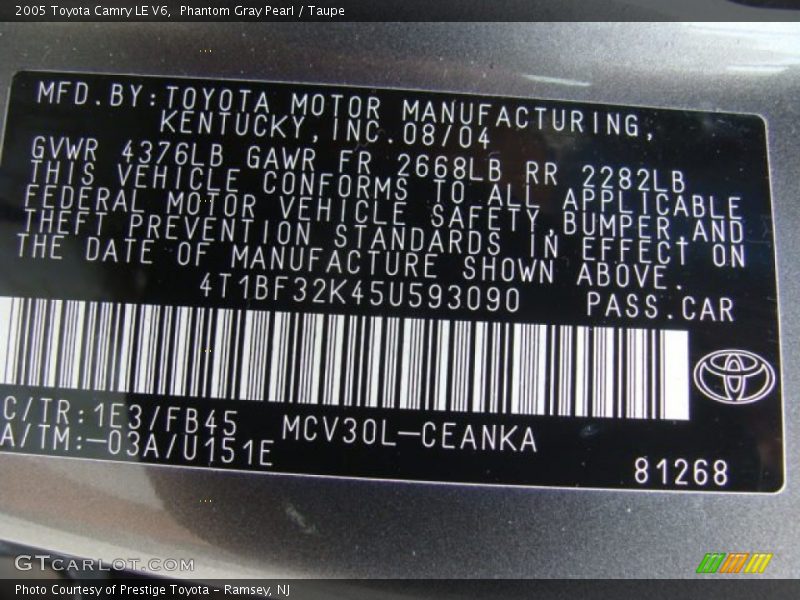 2005 Toyota Camry LE V6,  Phantom Gray Pearl / Taupe
MFD.BY:TOYOTA MOTOR MANUFACTURING,
KENTUCKY,INC.08/04
GVWR 4376LB GAWR FR 2668LB RR 2282LB
THIS VEHICLE CONFORMS TO ALL APPLICABLE
FEDERAL MOTOR VEHICLE SAFETY,BUMPER,AND
THEFT PREVENTION STANDARDS IN EFFECT ON
THE DATE OF MANUFACTURE SHOWN ABOVE.
4T1BF32K45U593090 PASS.CAR
C/TR:1E3/FB45 MCV30L-CEANKA
A/TM:-03A/U151E
81268
GTCARLOT.COM
Photo Courtesy of Prestige Toyota - Ramsey, NJ